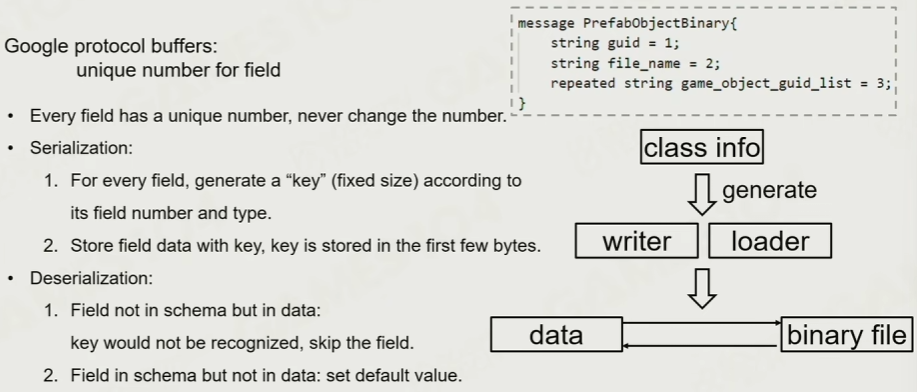 Google protocol buffers:
unique number for field
message PrefabObjectBinary{
string guid = 1;
string file_name = 2;
repeated string game_object_guid_list = 3;
}
• Every field has a unique number, never change the number.
• Serialization:
1. For every field, generate a “key” (fixed size) according to
its field number and type.
2. Store field data with key, key is stored in the first few bytes.
• Deserialization:
1. Field not in schema but in data:
key would not be recognized, skip the field.
2. Field in schema but not in data: set default value.
class info
generate
writer
loader
data
binary file